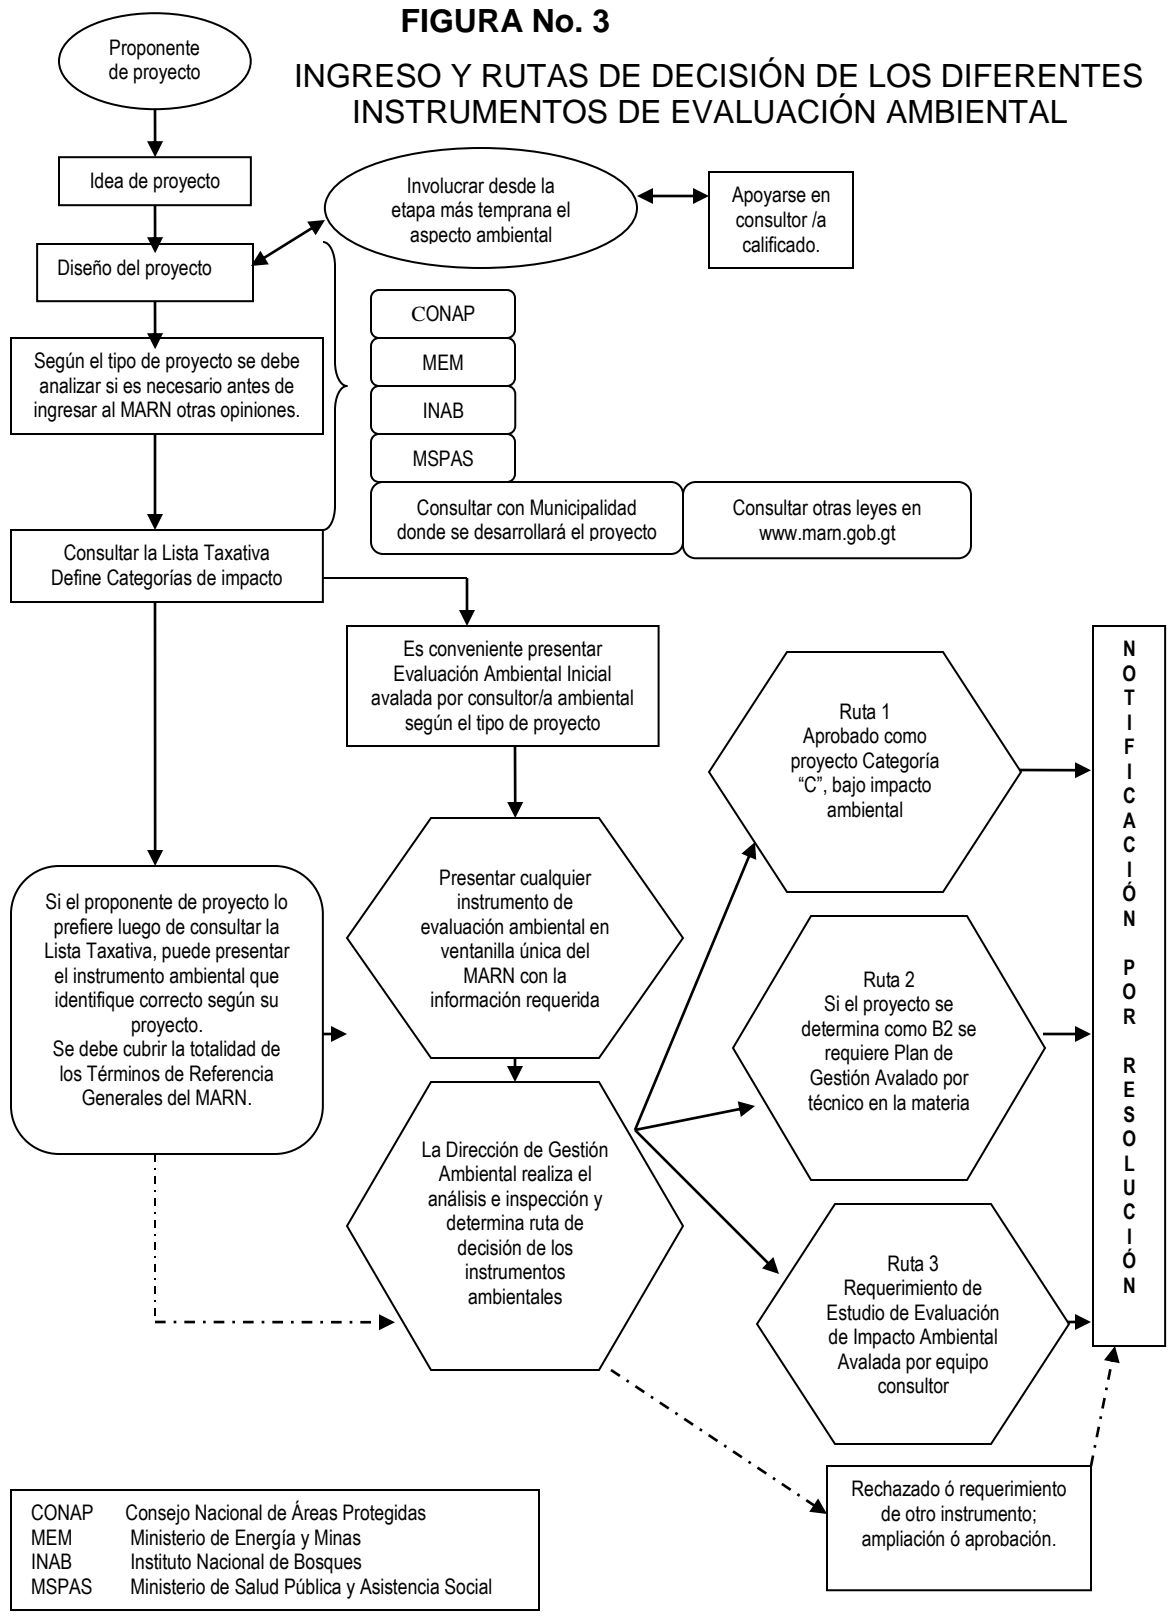 FIGURA No. 3
INGRESO Y RUTAS DE DECISIÓN DE LOS DIFERENTES
INSTRUMENTOS DE EVALUACIÓN AMBIENTAL
Proponente
de proyecto
Idea de proyecto
Involucrar desde la
etapa más temprana el
aspecto ambiental
Apoyarse en
consultor /a
calificado.
Diseño del proyecto
CONAP
MEM
INAB
MSPAS
Según el tipo de proyecto se debe
analizar si es necesario antes de
ingresar al MARN otras opiniones.
Consultar con Municipalidad
donde se desarrollará el proyecto
Consultar otras leyes en
www.marn.gob.gt
Consultar la Lista Taxativa
Define Categorías de impacto
Es conveniente presentar
Evaluación Ambiental Inicial
avalada por consultor/a ambiental
según el tipo de proyecto
Si el proponente de proyecto lo
prefiere luego de consultar la
Lista Taxativa, puede presentar
el instrumento ambiental que
identifique correcto según su
proyecto.
Se debe cubrir la totalidad de
los Términos de Referencia
Generales del MARN.
Presentar cualquier
instrumento de
evaluación ambiental en
ventanilla única del
MARN con la
información requerida
La Dirección de Gestión
Ambiental realiza el
análisis e inspección y
determina ruta de
decisión de los
instrumentos
ambientales
Ruta 1
Aprobado como
proyecto Categoría
“C”, bajo impacto
ambiental
Ruta 2
Si el proyecto se
determina como B2 se
requiere Plan de
Gestión Avalado por
técnico en la materia
Ruta 3
Requerimiento de
Estudio de Evaluación
de Impacto Ambiental
Avalada por equipo
consultor
Rechazado ó requerimiento
de otro instrumento;
ampliación ó aprobación.
NOTIFICACIÓN POR RESOLUCIÓN
CONAP Consejo Nacional de Áreas Protegidas
MEM Ministerio de Energía y Minas
INAB Instituto Nacional de Bosques
MSPAS Ministerio de Salud Pública y Asistencia Social